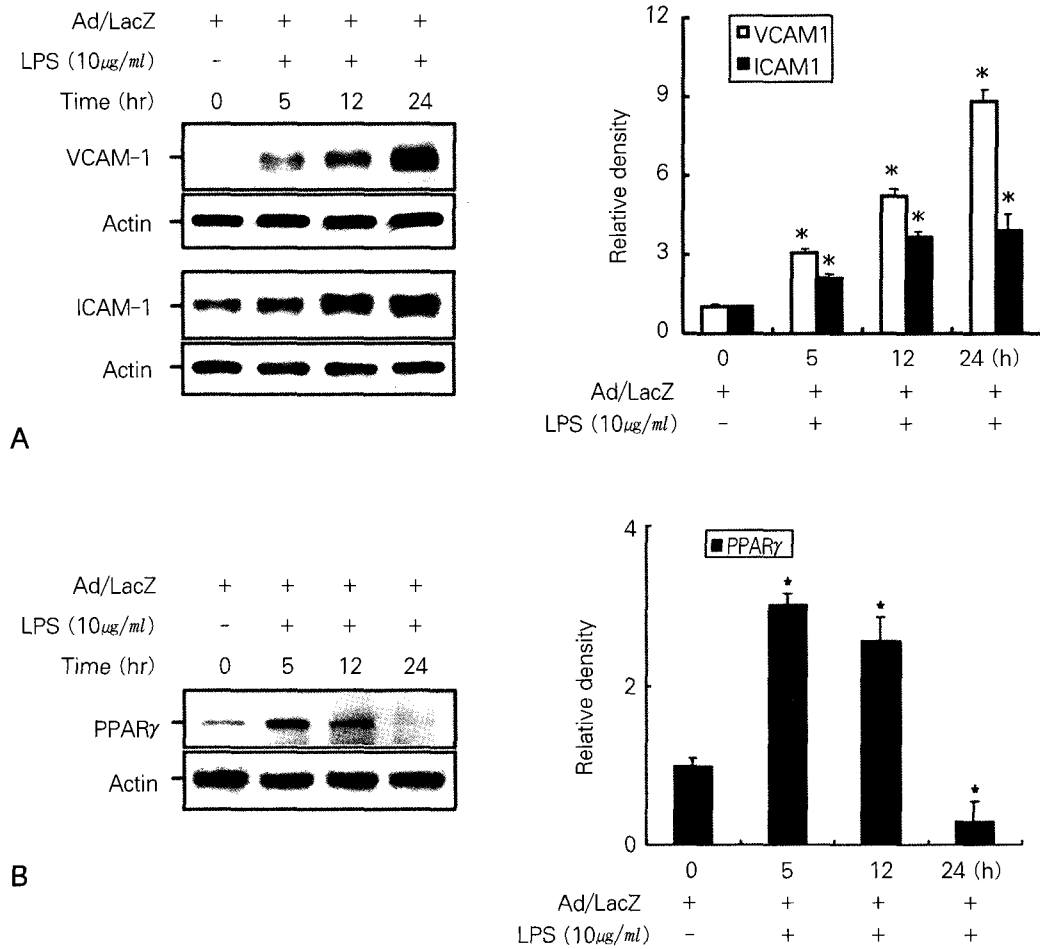 Ad/LacZ + + + +
LPS (10μg/ml) - + + +
Time (hr) 0 5 12 24
VCAM-1
Actin
ICAM-1
Actin
12
9
6
3
0
Relative density
VCAM1
ICAM1
* * * * * *
0 5 12 24 (h)
Ad/LacZ + + + +
LPS (10μg/ml) - + + +
A
Ad/LacZ + + + +
LPS (10μg/ml) - + + +
Time (hr) 0 5 12 24
PPARγ
Actin
4
2
0
Relative density
PPARγ
* * *
0 5 12 24 (h)
Ad/LacZ + + + +
LPS (10μg/ml) - + + +
B